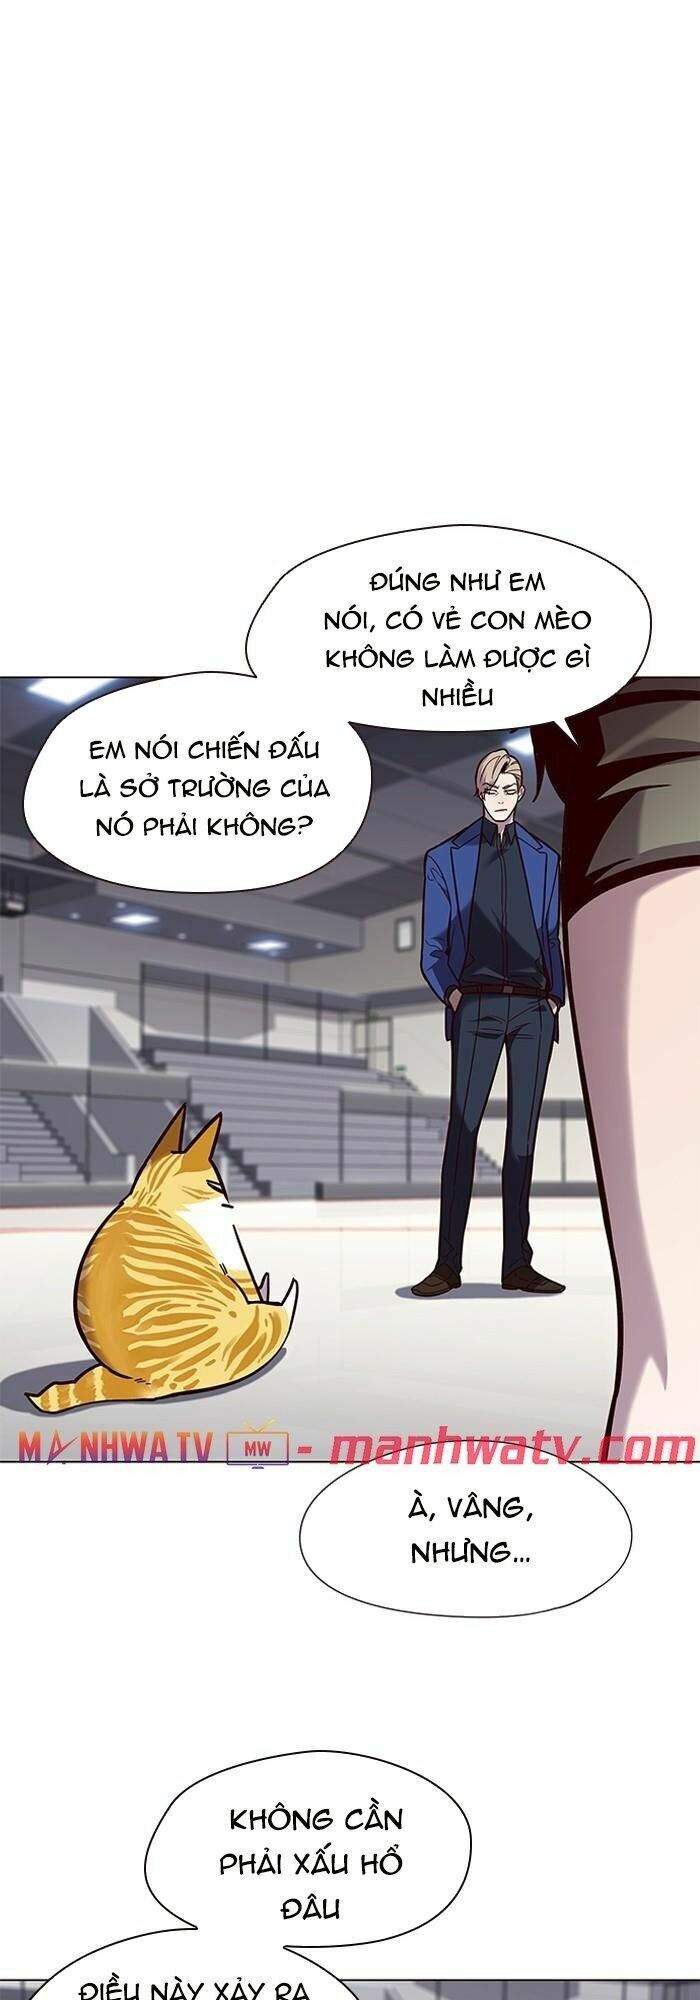 ĐÚNG NHƯ EM
NÓI, CÓ VẺ CON MÈO
KHÔNG LÀM ĐƯỢC GÌ
NHIỀU
EM NÓI CHIẾN ĐẤU
LÀ SỞ TRƯỜNG CỦA
NÓ PHẢI KHÔNG?
MANHWA TV MW - manhwatv.com
À, VÂNG,
NHƯNG...
KHÔNG CẦN
PHẢI XẤU HỔ
ĐÂU
ĐIỀU NÀY XẢY RA